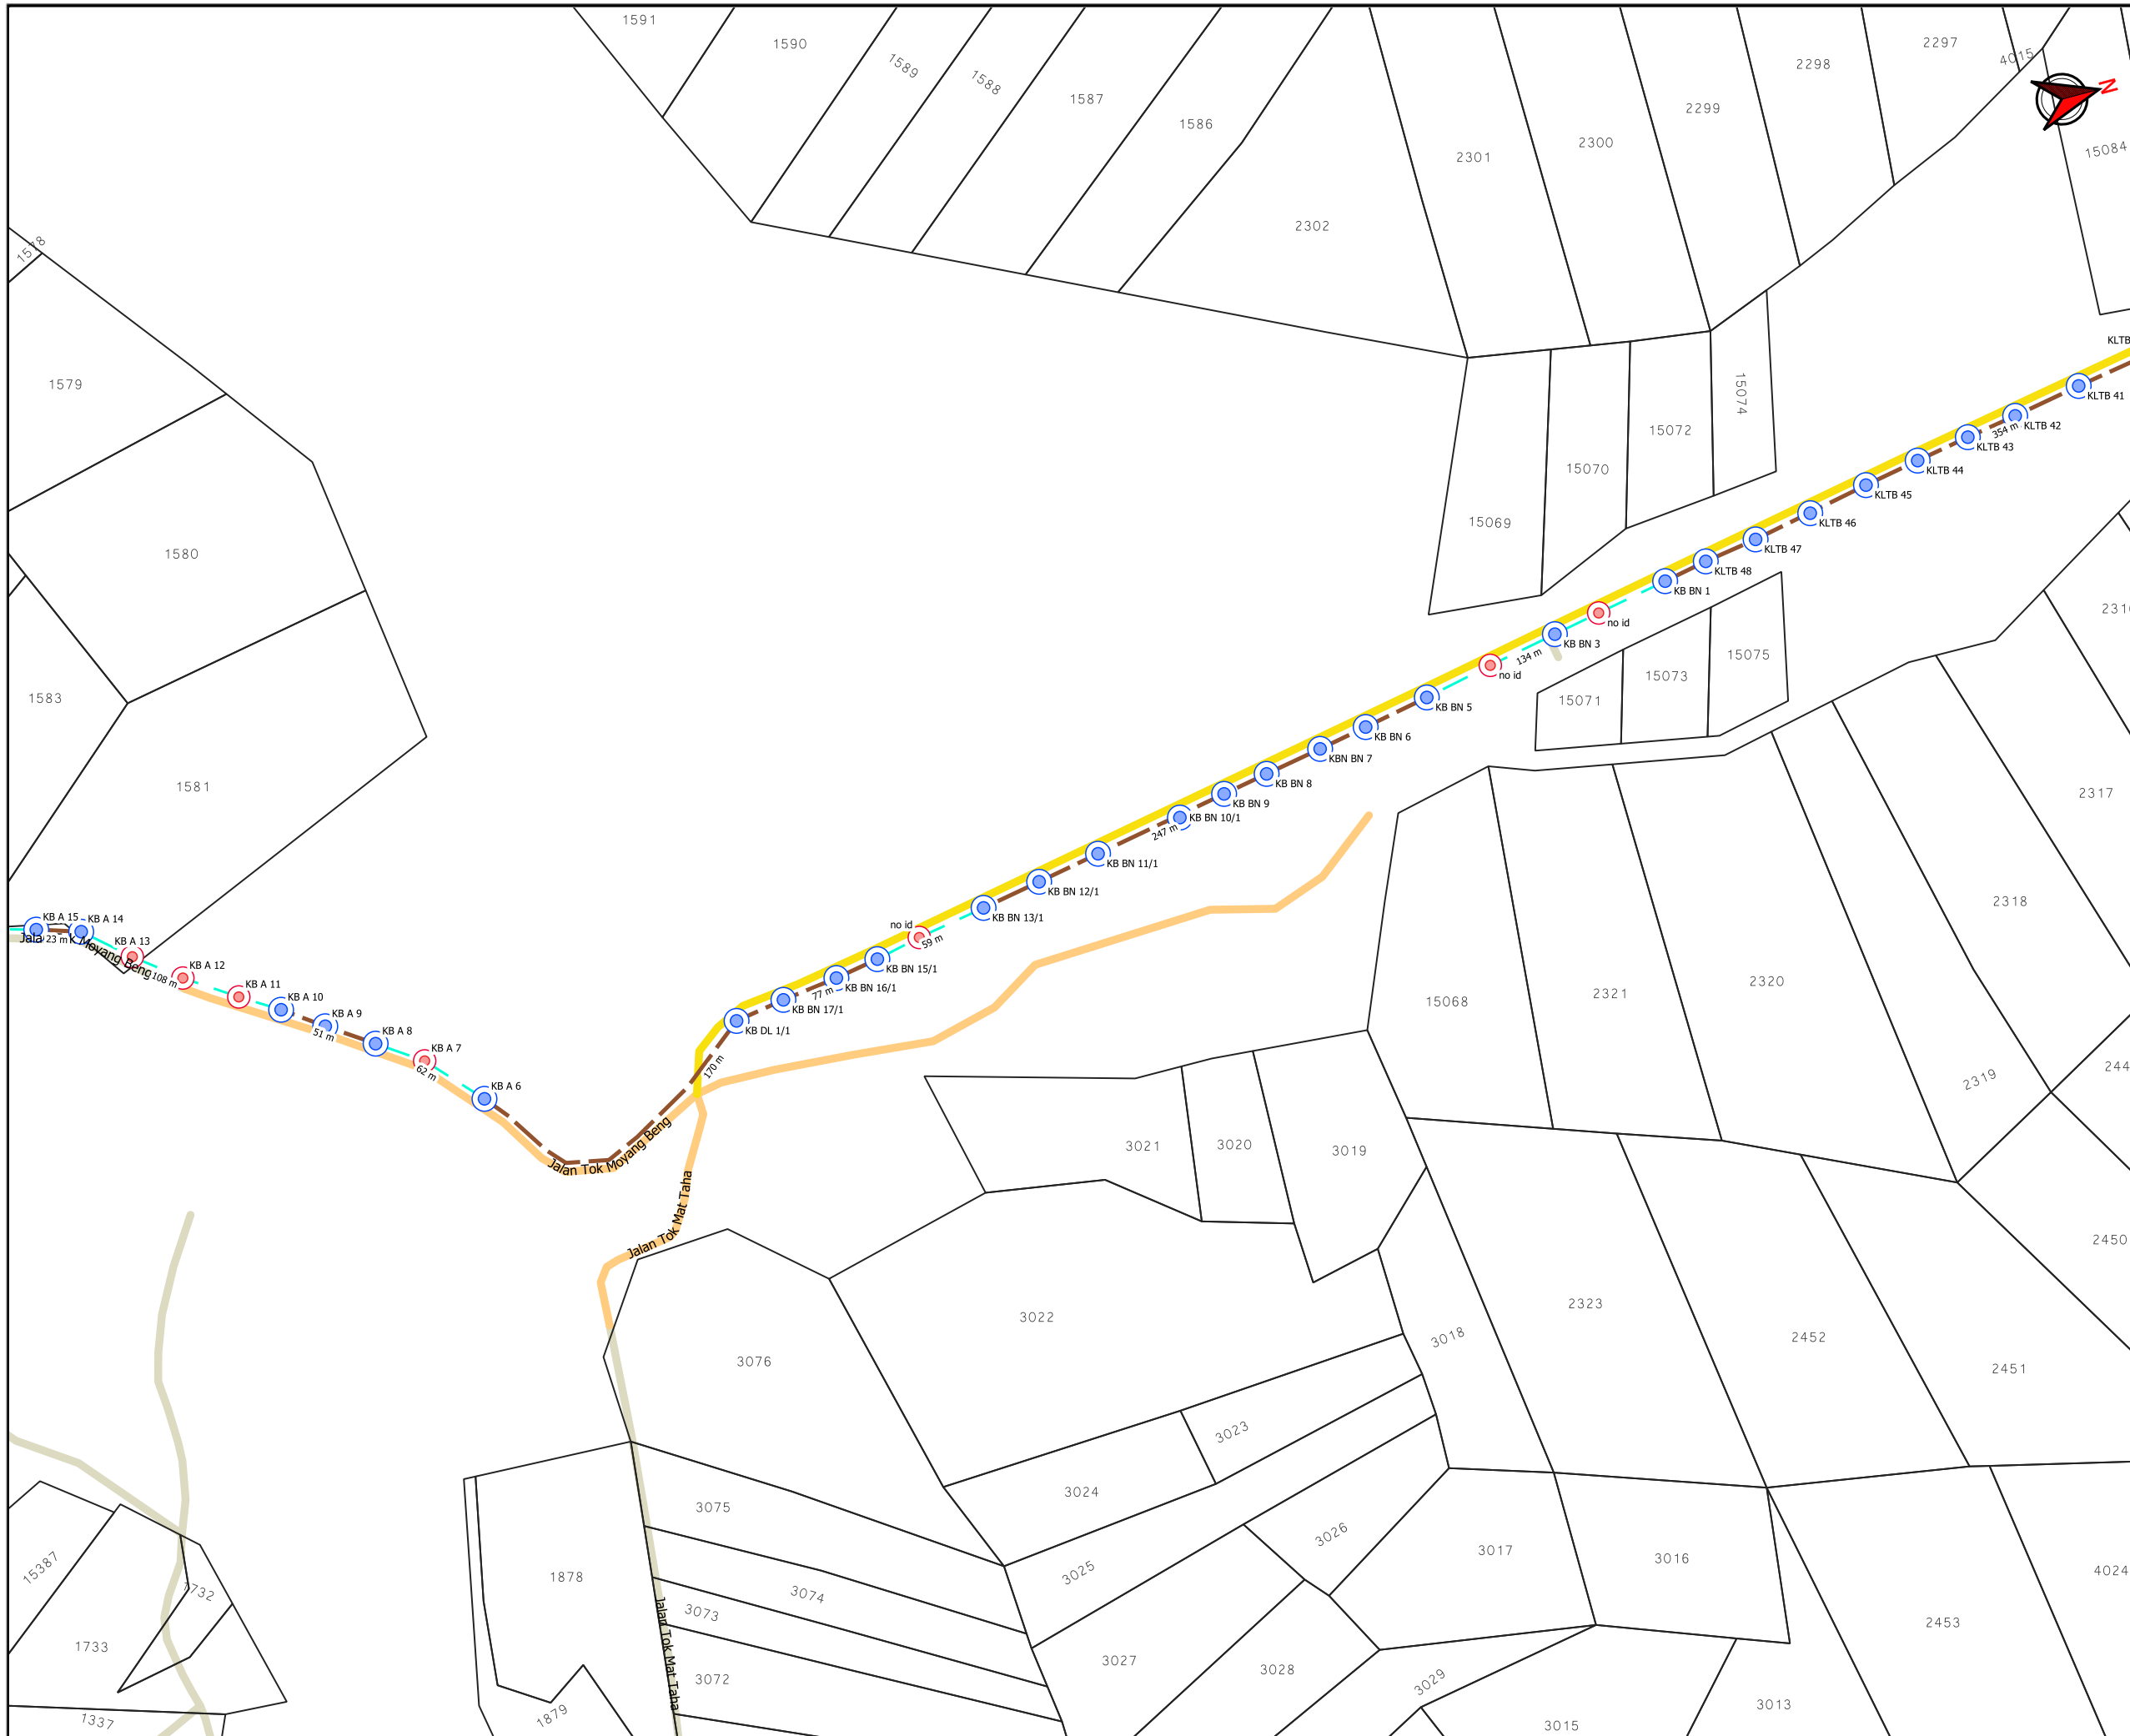 1591
1590
1589
1588
1587
1586
2302
2301
2300
2299
2298
2297
4015
N
15084
1579
1580
1583
1581
15069
15070
15072
15074
KLTB 41
KLTB 42
354 m
KLTB 43
KLTB 44
KLTB 45
KLTB 46
KLTB 47
KLTB 48
KB BN 1
no id
KB BN 3
134 m
no id
KB BN 5
KB BN 6
KBN BN 7
KB BN 8
KB BN 9
KB BN 10/1
247 m
KB BN 11/1
KB BN 12/1
KB BN 13/1
no id
59 m
KB BN 15/1
KB BN 16/1
77 m
KB BN 17/1
KB DL 1/1
170 m
15071
15073
15075
2317
2318
2319
2320
2321
15068
KB A 15
KB A 14
23 m
KB A 13
108 m
KB A 12
KB A 11
KB A 10
KB A 9
51 m
KB A 8
KB A 7
62 m
KB A 6
Moyang Beng
Jalan Tok Moyang Beng
Jalan Tok Mat Taha
3021
3020
3019
3022
3018
2323
2452
2451
2450
3076
3023
3024
3075
3025
3026
3017
3016
2453
4024
1878
3074
3073
Jalan Tok Mat Taha
3072
3027
3028
3029
3015
3013
1879
15387
1732
1733
1337